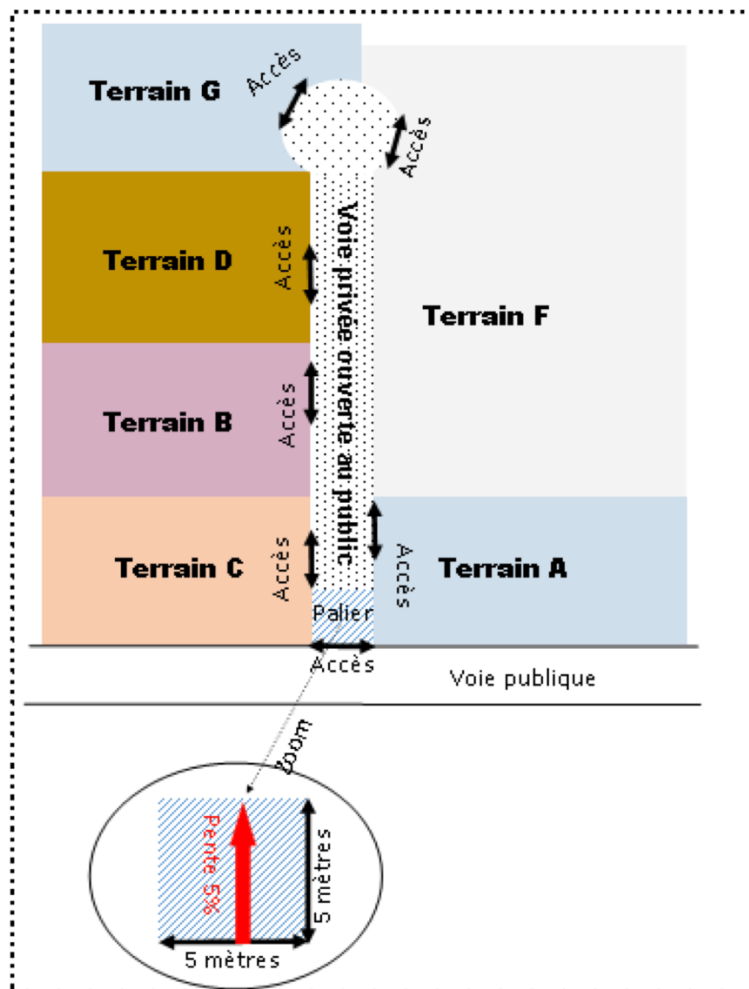 Accès
Terrain G
Accès
Terrain D
Accès
Voie privée ouverte au public
Terrain F
Accès
Terrain B
Terrain C
Accès
Accès
Terrain A
Palier
Accès
Voie publique
Zoom
Pente 5%
5 mètres
5 mètres